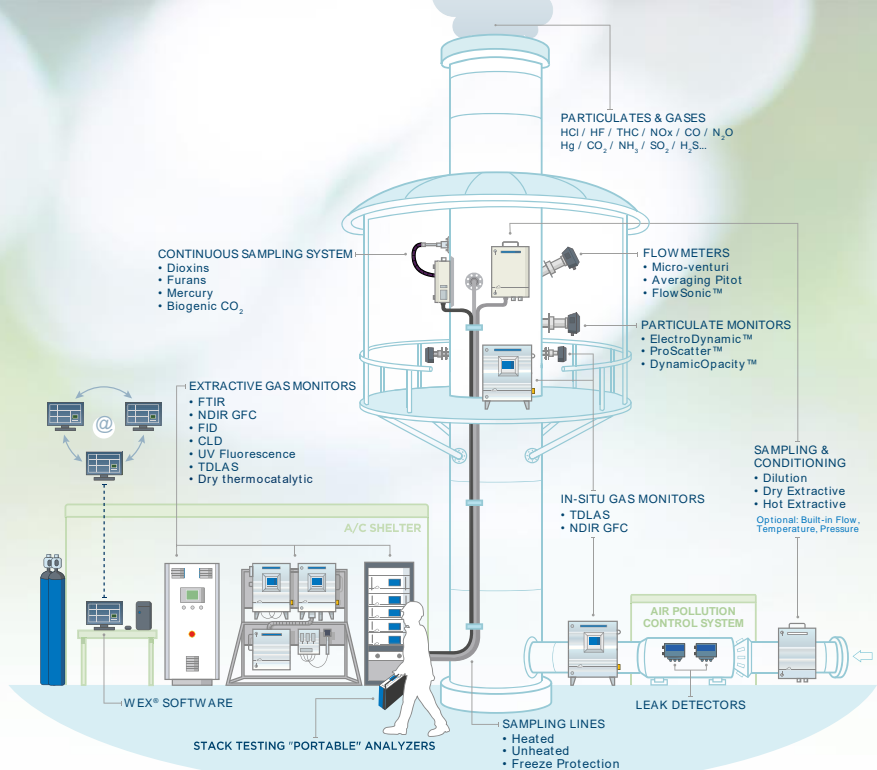 PARTICULATES & GASES
HCl / HF / THC / NOx / CO / N₂O
Hg / CO₂ / NH₃ / SO₂ / H₂S...
CONTINUOUS SAMPLING SYSTEM
• Dioxins
• Furans
• Mercury
• Biogenic CO₂
FLOW METERS
• Micro-venturi
• Averaging Pitot
• FlowSonic™
PARTICULATE MONITORS
• ElectroDynamic™
• ProScatter™
• DynamicOpacity™
EXTRACTIVE GAS MONITORS
• FTIR
• NDIR GFC
• FID
• CLD
• UV Fluorescence
• TDLAS
• Dry thermocatalytic
@
SAMPLING &
CONDITIONING
• Dilution
• Dry Extractive
• Hot Extractive
Optional: Built-in Flow,
Temperature, Pressure
IN-SITU GAS MONITORS
• TDLAS
• NDIR GFC
A/C SHELTER
AIR POLLUTION
CONTROL SYSTEM
WEX® SOFTWARE
LEAK DETECTORS
STACK TESTING "PORTABLE" ANALYZERS
SAMPLING LINES
• Heated
• Unheated
• Freeze Protection